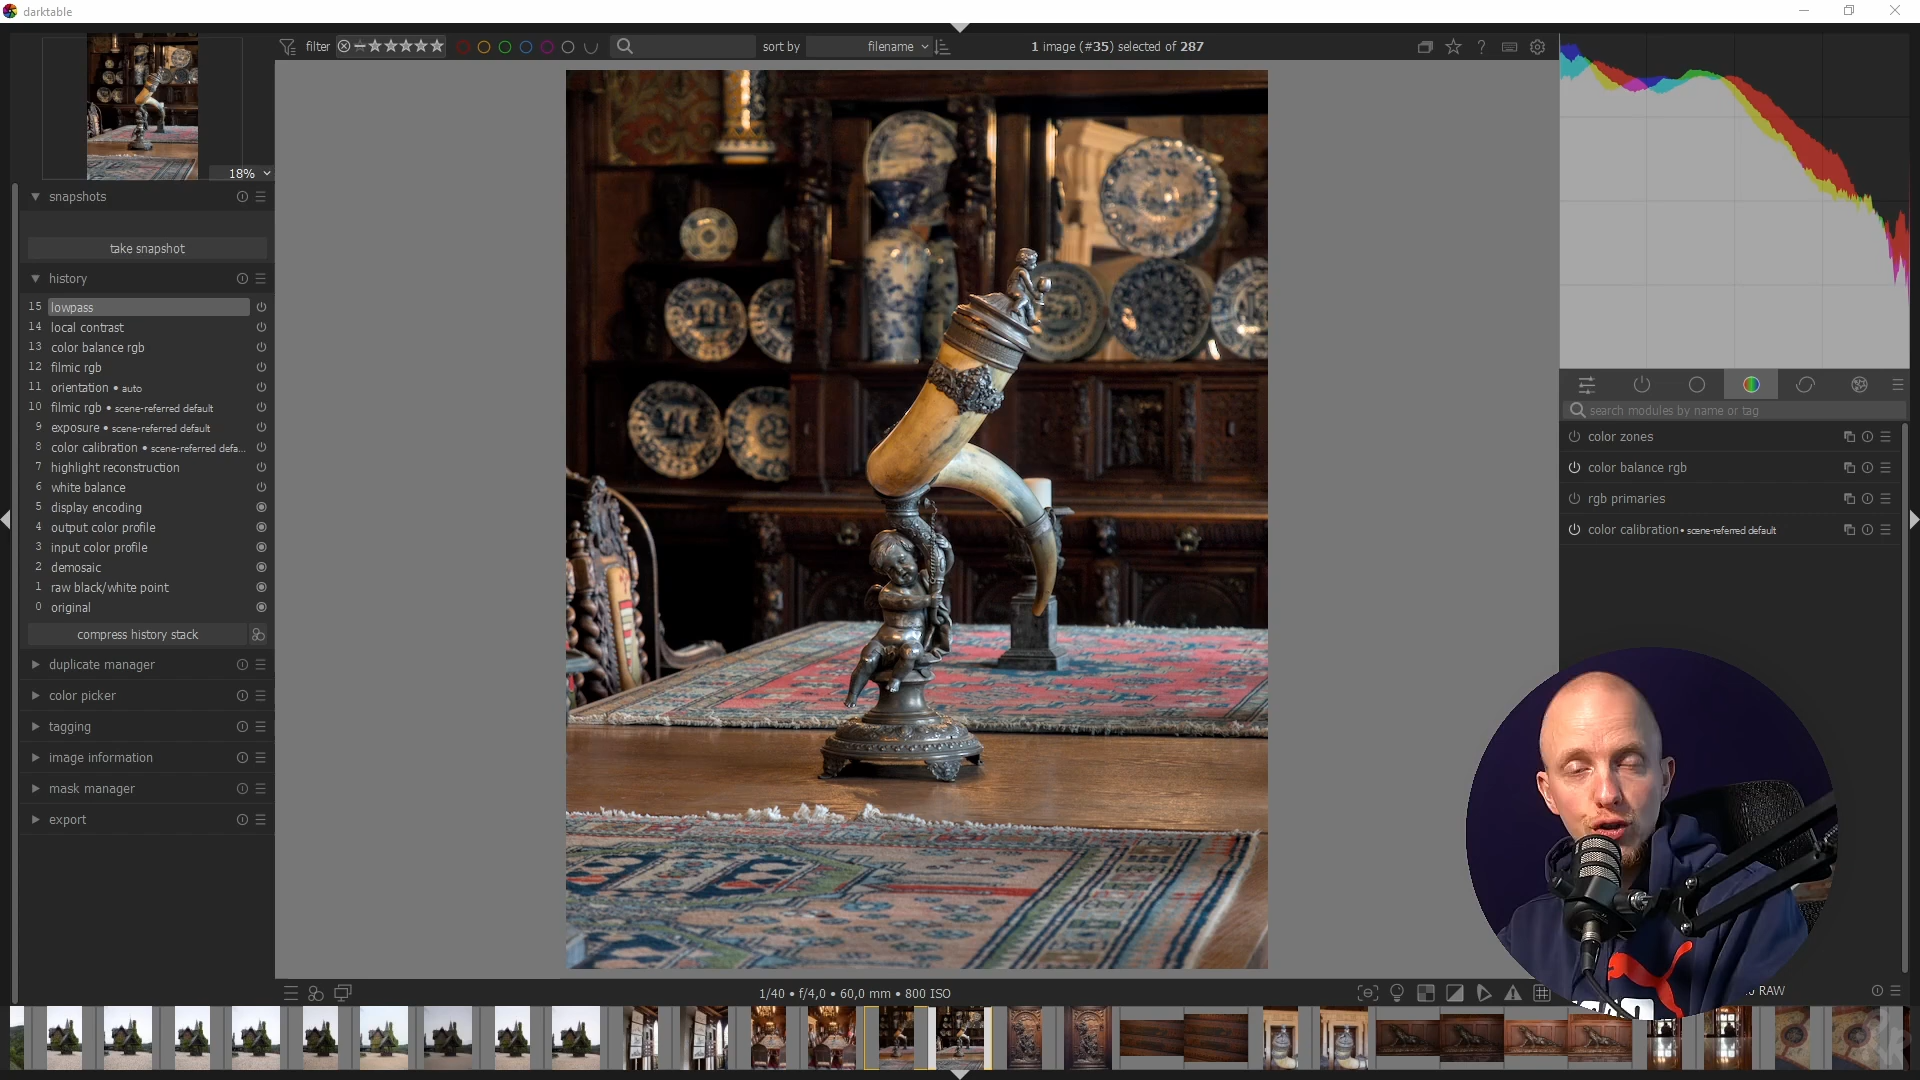 darktable
filter
sort by
filename
1 image (#35) selected of 287
?
18%
snapshots
take snapshot
history
15 lowpass
14 local contrast
13 color balance rgb
12 filmic rgb
11 orientation • auto
10 filmic rgb • scene-referred default
9 exposure • scene-referred default
8 color calibration • scene-referred defa...
7 highlight reconstruction
6 white balance
5 display encoding
4 output color profile
3 input color profile
2 demosaic
1 raw black/white point
0 original
compress history stack
duplicate manager
color picker
tagging
image information
mask manager
export
search modules by name or tag
color zones
color balance rgb
rgb primaries
color calibration • scene-referred default
1/40 • f/4,0 • 60,0 mm • 800 ISO
RAW